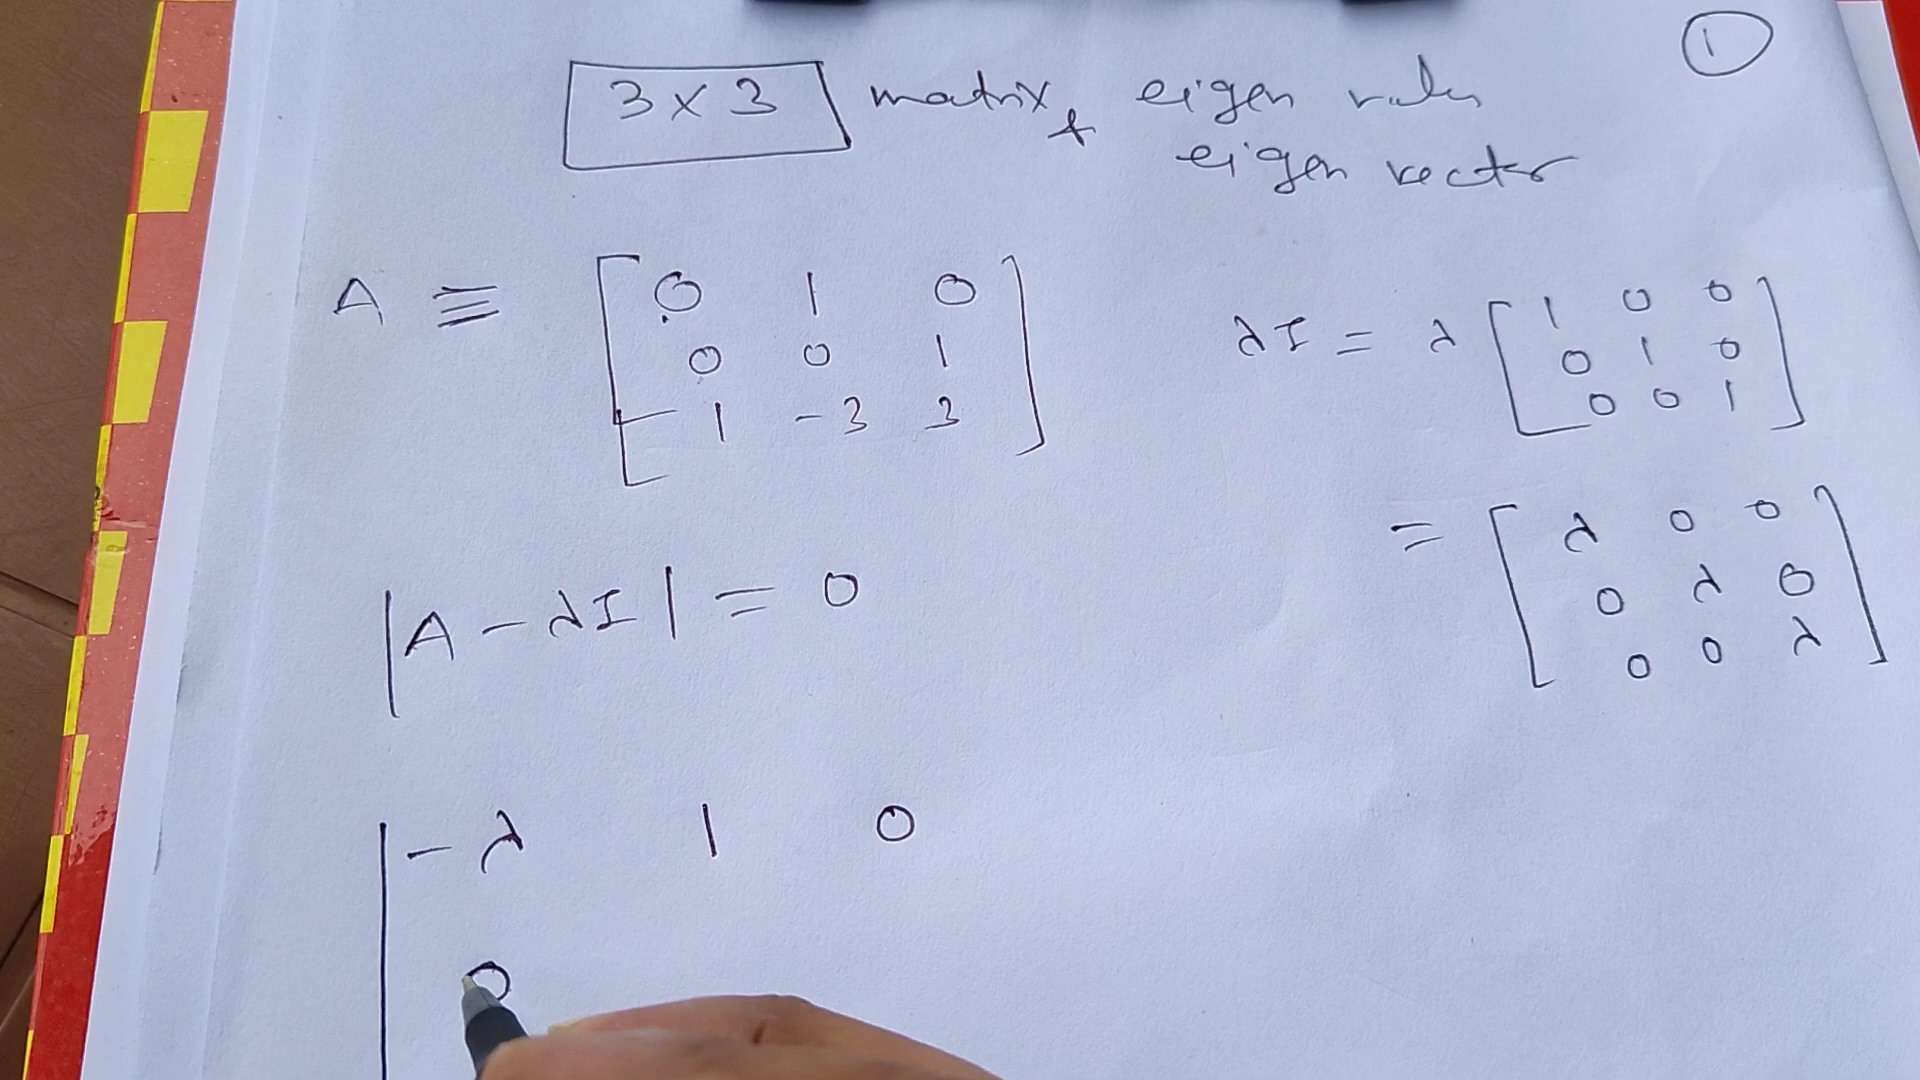 ①
3 × 3 matrix & eigen values
eigen vector
A ≡ [ 0 1 0
0 0 1
1 -3 3 ]
λI = λ [ 1 0 0
0 1 0
0 0 1 ]
= [ λ 0 0
0 λ 0
0 0 λ ]
|A - λI| = 0
| -λ 1 0
0